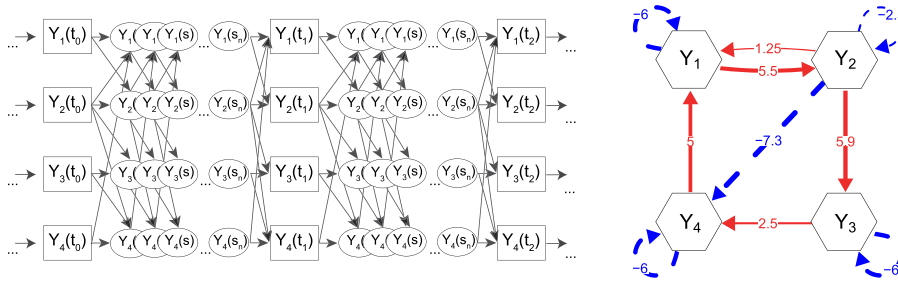 ... Y1(t0) Y1( Y1( Y1(s) ... Y1(sn) Y1(t1) Y1( Y1( Y1(s) ... Y1(sn) Y1(t2) ...
... Y2(t0) Y2( Y2( Y2(s) ... Y2(sn) Y2(t1) Y2( Y2( Y2(s) ... Y2(sn) Y2(t2) ...
... Y3(t0) Y3( Y3( Y3(s) ... Y3(sn) Y3(t1) Y3( Y3( Y3(s) ... Y3(sn) Y3(t2) ...
... Y4(t0) Y4( Y4( Y4(s) ... Y4(sn) Y4(t1) Y4( Y4( Y4(s) ... Y4(sn) Y4(t2) ...
−6
−2.
Y1
1.25
Y2
5.5
5
−7.3
5.9
Y4
2.5
Y3
−6
−6